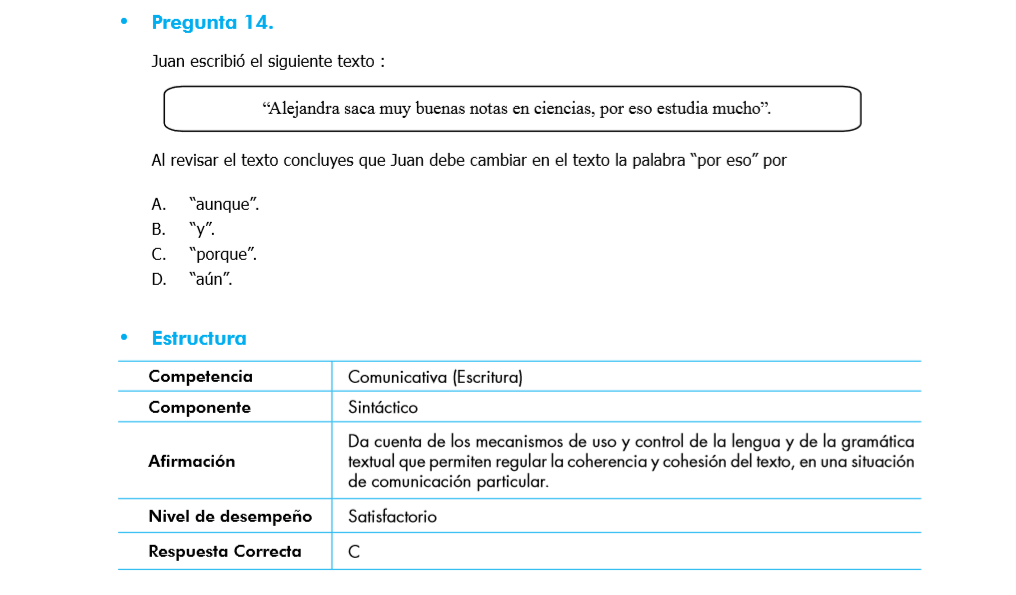 • Pregunta 14.
Juan escribió el siguiente texto :
“Alejandra saca muy buenas notas en ciencias, por eso estudia mucho”.
Al revisar el texto concluyes que Juan debe cambiar en el texto la palabra “por eso” por
A. “aunque”.
B. “y”.
C. “porque”.
D. “aún”.
• Estructura
Competencia Comunicativa (Escritura)
Componente Sintáctico
Afirmación Da cuenta de los mecanismos de uso y control de la lengua y de la gramática
textual que permiten regular la coherencia y cohesión del texto, en una situación
de comunicación particular.
Nivel de desempeño Satisfactorio
Respuesta Correcta C